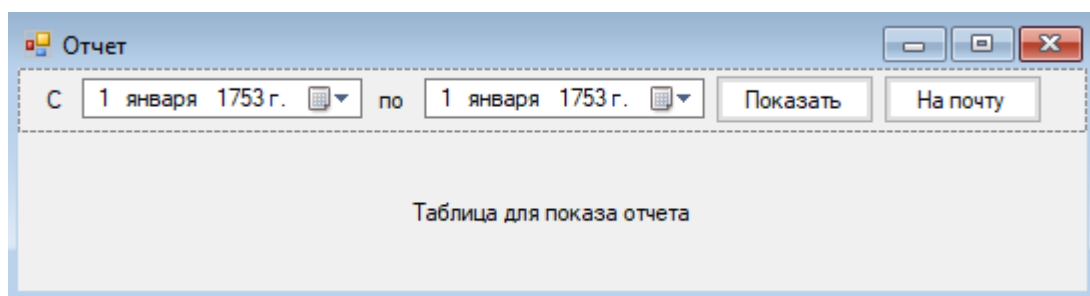 Отчет
С 1 января 1753 г. по 1 января 1753 г. Показать На почту
Таблица для показа отчета